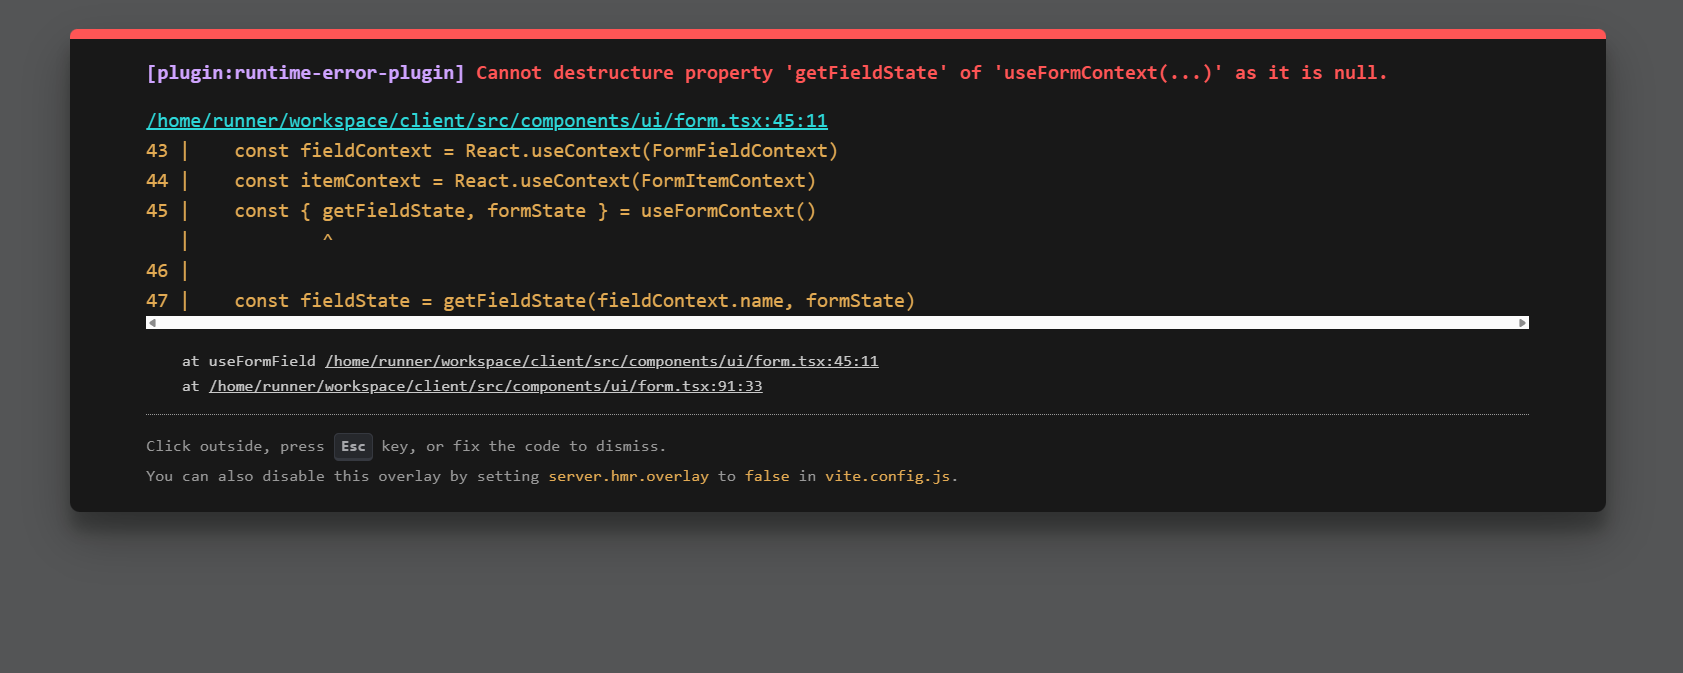 [plugin:runtime-error-plugin] Cannot destructure property 'getFieldState' of 'useFormContext(...)' as it is null.
/home/runner/workspace/client/src/components/ui/form.tsx:45:11
43 |    const fieldContext = React.useContext(FormFieldContext)
44 |    const itemContext = React.useContext(FormItemContext)
45 |    const { getFieldState, formState } = useFormContext()
   |            ^
46 |
47 |    const fieldState = getFieldState(fieldContext.name, formState)
at useFormField /home/runner/workspace/client/src/components/ui/form.tsx:45:11
at /home/runner/workspace/client/src/components/ui/form.tsx:91:33
Click outside, press Esc key, or fix the code to dismiss.
You can also disable this overlay by setting server.hmr.overlay to false in vite.config.js.